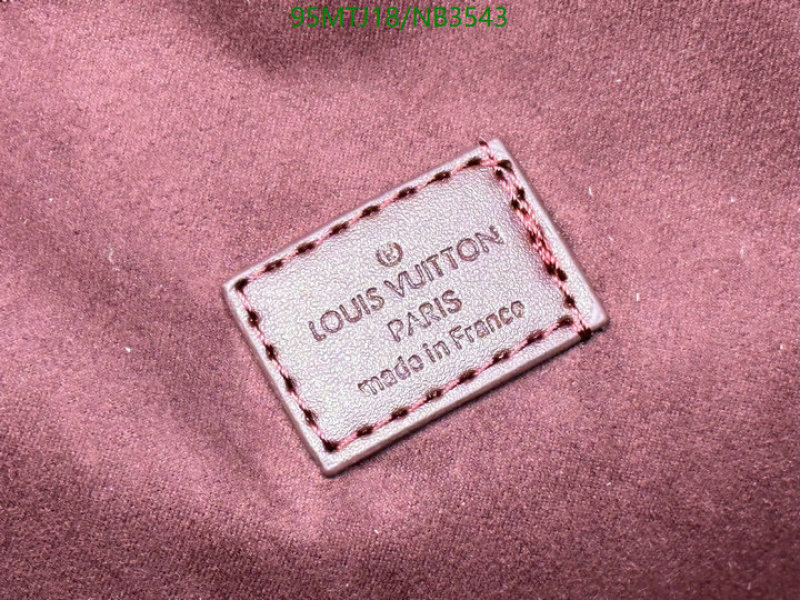 95MTJ18/NB3543
®
LOUIS VUITTON
PARIS
made in France